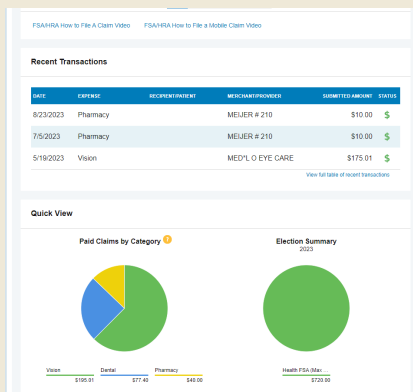 FSA/HRA How to File A Claim Video FSA/HRA How to File a Mobile Claim Video
Recent Transactions
DATE EXPENSE RECIPIENT/PATIENT MERCHANT/PROVIDER SUBMITTED AMOUNT STATUS
8/23/2023 Pharmacy MEIJER # 210 $10.00 $
7/5/2023 Pharmacy MEIJER # 210 $10.00 $
5/19/2023 Vision MED*L O EYE CARE $175.01 $
View full table of recent transactions
Quick View
Paid Claims by Category ?
Election Summary
2023
Vision Dental Pharmacy
$195.01 $77.40 $40.00
Health FSA (Max ...
$720.00